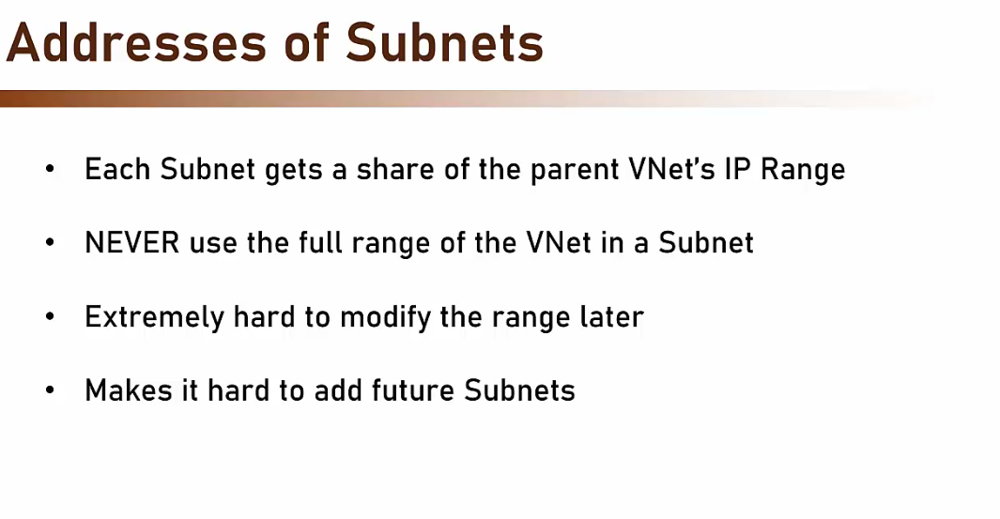 Addresses of Subnets
• Each Subnet gets a share of the parent VNet's IP Range
• NEVER use the full range of the VNet in a Subnet
• Extremely hard to modify the range later
• Makes it hard to add future Subnets